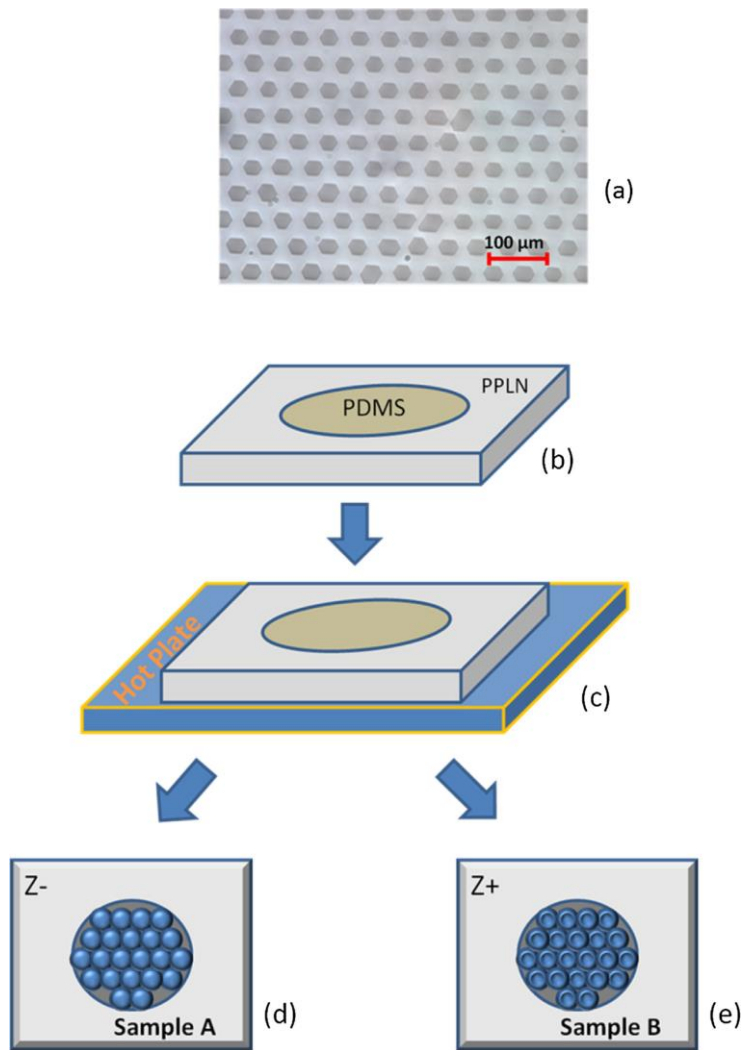 (a)
100 µm
PPLN
PDMS
(b)
Hot Plate
(c)
Z-
Sample A
(d)
Z+
Sample B
(e)